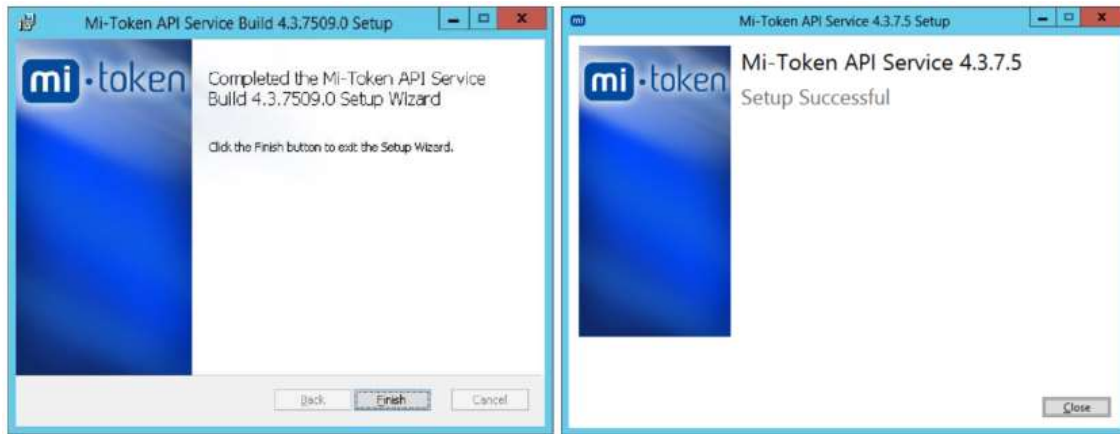 Mi-Token API Service Build 4.3.7509.0 Setup
mi·token
Completed the Mi-Token API Service
Build 4.3.7509.0 Setup Wizard
Click the Finish button to exit the Setup Wizard.
Back
Finish
Cancel
mi
Mi-Token API Service 4.3.7.5 Setup
mi·token
Mi-Token API Service 4.3.7.5
Setup Successful
Close